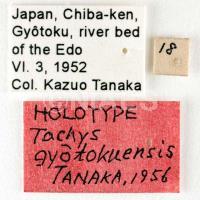 Japan, Chiba-ken,
Gyôtoku, river bed
of the Edo
VI. 3, 1952
Col. Kazuo Tanaka
18
HOLOTYPE
Tachys
gyôtokuensis
TANAKA, 1956